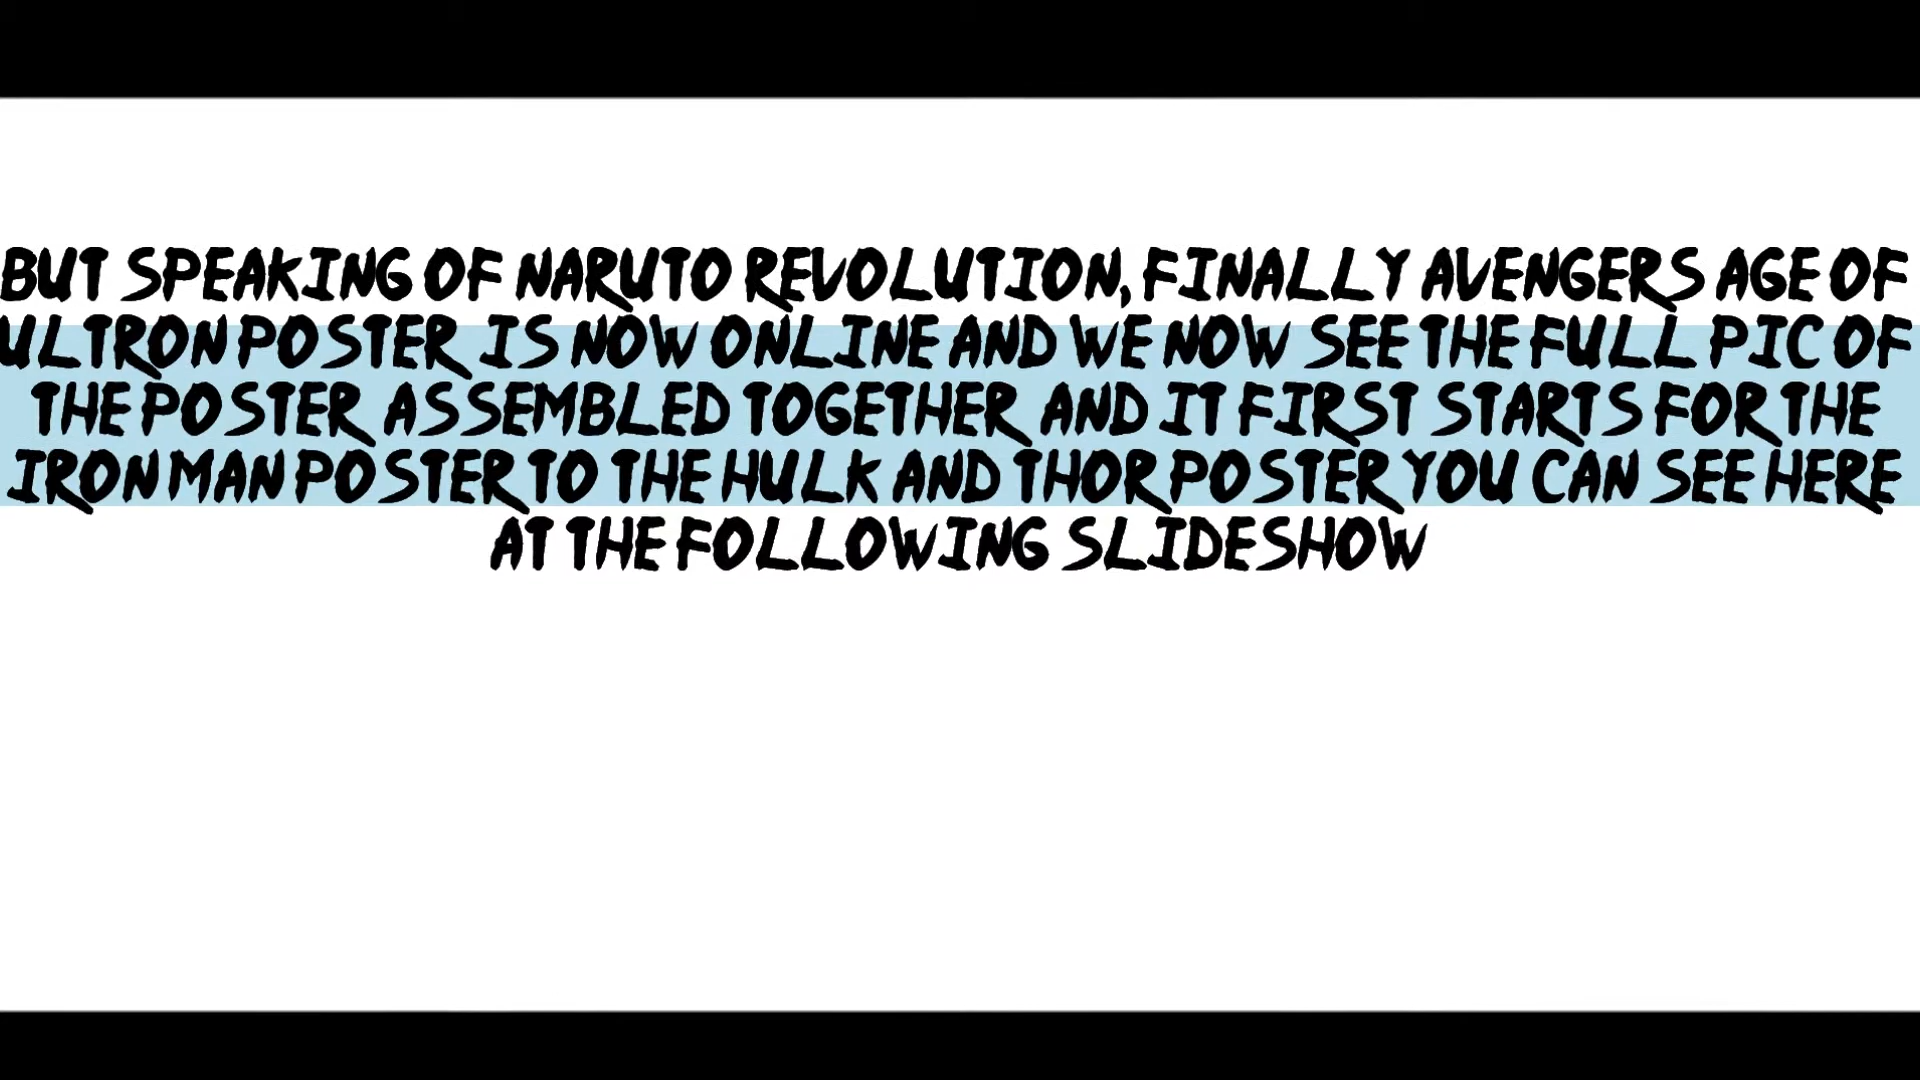 BUT SPEAKING OF NARUTO REVOLUTION, FINALLY AVENGERS AGE OF
ULTRON POSTER IS NOW ONLINE AND WE NOW SEE THE FULL PIC OF
THE POSTER ASSEMBLED TOGETHER AND IT FIRST STARTS FOR THE
IRON MAN POSTER TO THE HULK AND THOR POSTER YOU CAN SEE HERE
AT THE FOLLOWING SLIDESHOW